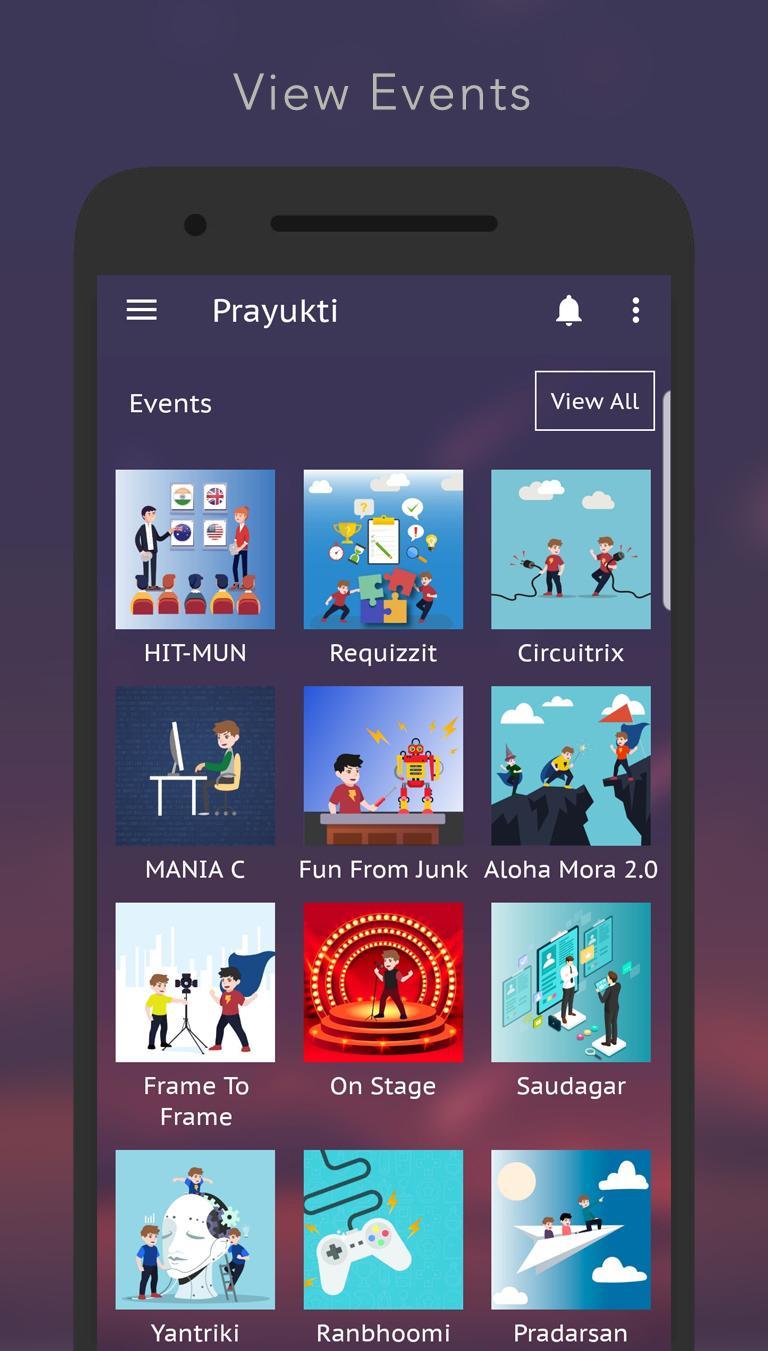 View Events
Prayukti
Events
View All
HIT-MUN
Requizzit
Circuitrix
MANIA C
Fun From Junk
Aloha Mora 2.0
Frame To
Frame
On Stage
Saudagar
Yantriki
Ranbhoomi
Pradarsan